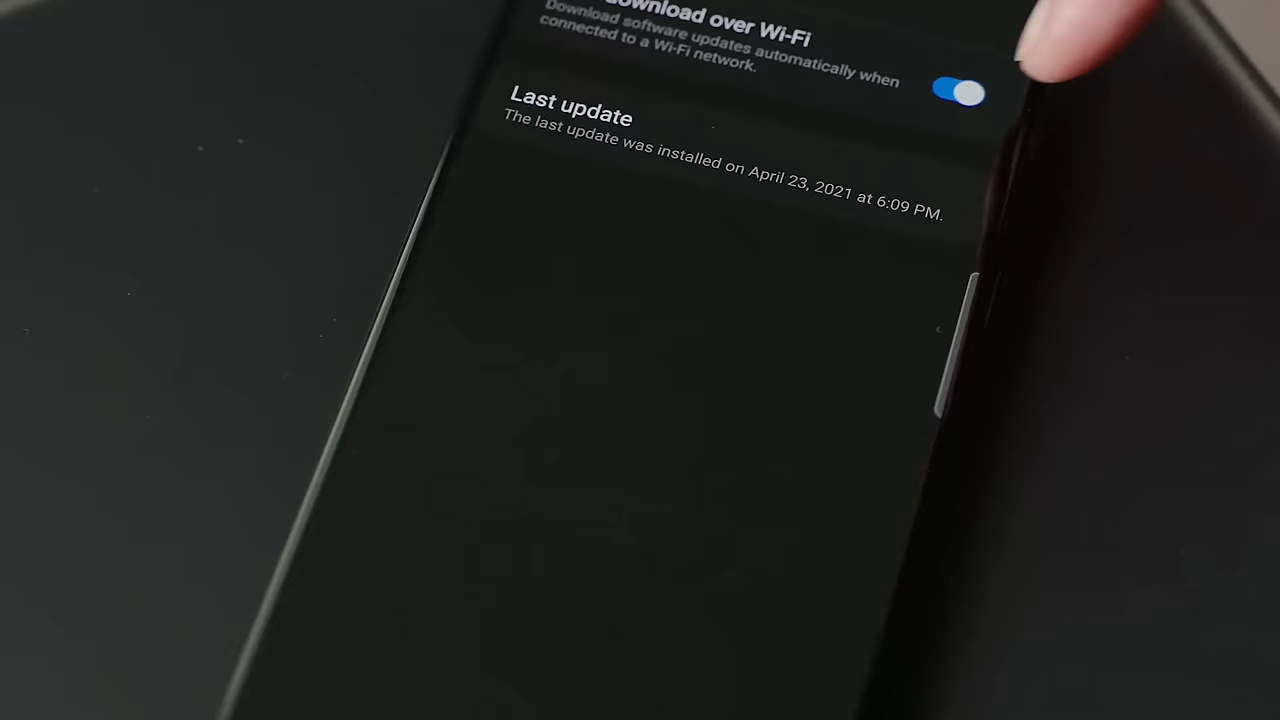 Download over Wi-Fi
Download software updates automatically when
connected to a Wi-Fi network.
Last update
The last update was installed on April 23, 2021 at 6:09 PM.